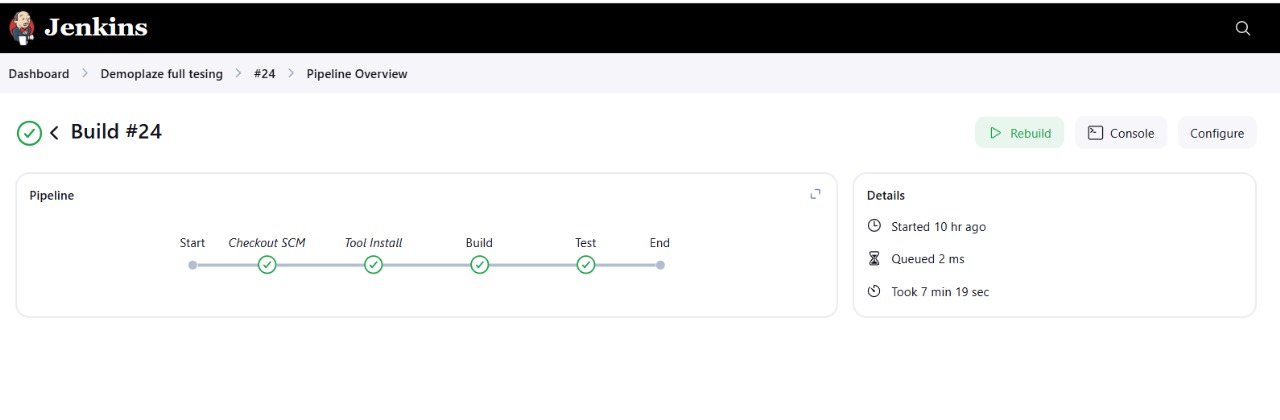 Jenkins
Dashboard > Demoplaze full tesing > #24 > Pipeline Overview
Build #24
Rebuild
Console
Configure
Pipeline
Start
Checkout SCM
Tool Install
Build
Test
End
Details
Started 10 hr ago
Queued 2 ms
Took 7 min 19 sec